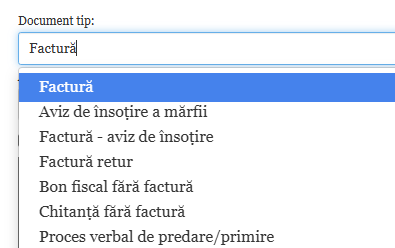 Document tip:
Factură
Factură
Aviz de însoțire a mărfii
Factură - aviz de însoțire
Factură retur
Bon fiscal fără factură
Chitanță fără factură
Proces verbal de predare/primire